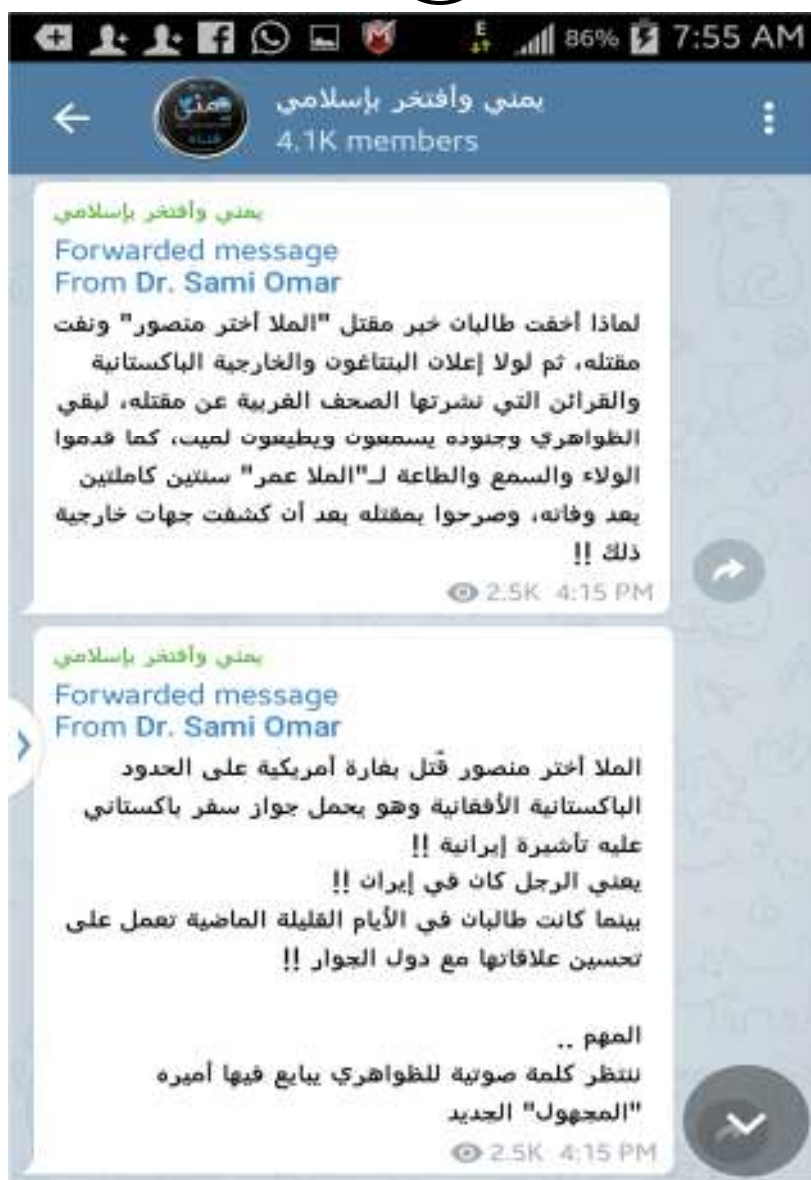 E
86%
7:55 AM
يمني وأفتخر بإسلامي
4.1K members
يمني
قناة
يمني وأفتخر بإسلامي
Forwarded message
From Dr. Sami Omar
لماذا أخفت طالبان خبر مقتل "الملا أختر منصور" ونفت
مقتله، ثم لولا إعلان البنتاغون والخارجية الباكستانية
والقرائن التي نشرتها الصحف الغربية عن مقتله، لبقي
الظواهري وجنوده يسمعون ويطيعون لميت، كما قدموا
الولاء والسمع والطاعة لـ"الملا عمر" سنتين كاملتين
بعد وفاته، وصرحوا بمقتله بعد أن كشفت جهات خارجية
ذلك !!
2.5K 4:15 PM
يمني وأفتخر بإسلامي
Forwarded message
From Dr. Sami Omar
الملا أختر منصور قُتل بغارة أمريكية على الحدود
الباكستانية الأفغانية وهو يحمل جواز سفر باكستاني
عليه تأشيرة إيرانية !!
يعني الرجل كان في إيران !!
بينما كانت طالبان في الأيام القليلة الماضية تعمل على
تحسين علاقاتها مع دول الجوار !!
المهم ..
ننتظر كلمة صوتية للظواهري يبايع فيها أميره
"المجهول" الجديد
2.5K 4:15 PM